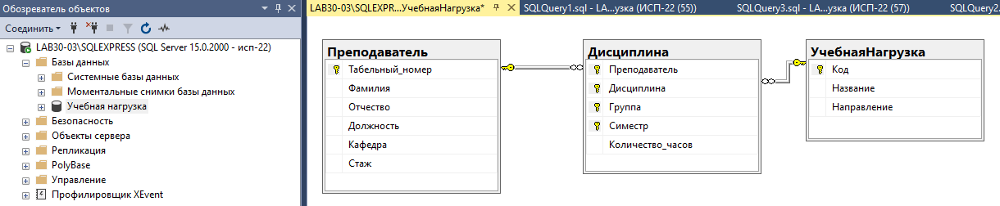 Обозреватель объектов
Соединить
LAB30-03\SQLEXPRESS (SQL Server 15.0.2000 - исп-22)
Базы данных
Системные базы данных
Моментальные снимки базы данных
Учебная нагрузка
Безопасность
Объекты сервера
Репликация
PolyBase
Управление
Профилировщик XEvent
LAB30-03\SQLEXPR...УчебнаяНагрузка*
SQLQuery1.sql - LA...узка (ИСП-22 (55))
SQLQuery3.sql - LA...узка (ИСП-22 (57))
SQLQuery2.
Преподаватель
Табельный_номер
Фамилия
Отчество
Должность
Кафедра
Стаж
Дисциплина
Преподаватель
Дисциплина
Группа
Симестр
Количество_часов
УчебнаяНагрузка
Код
Название
Направление